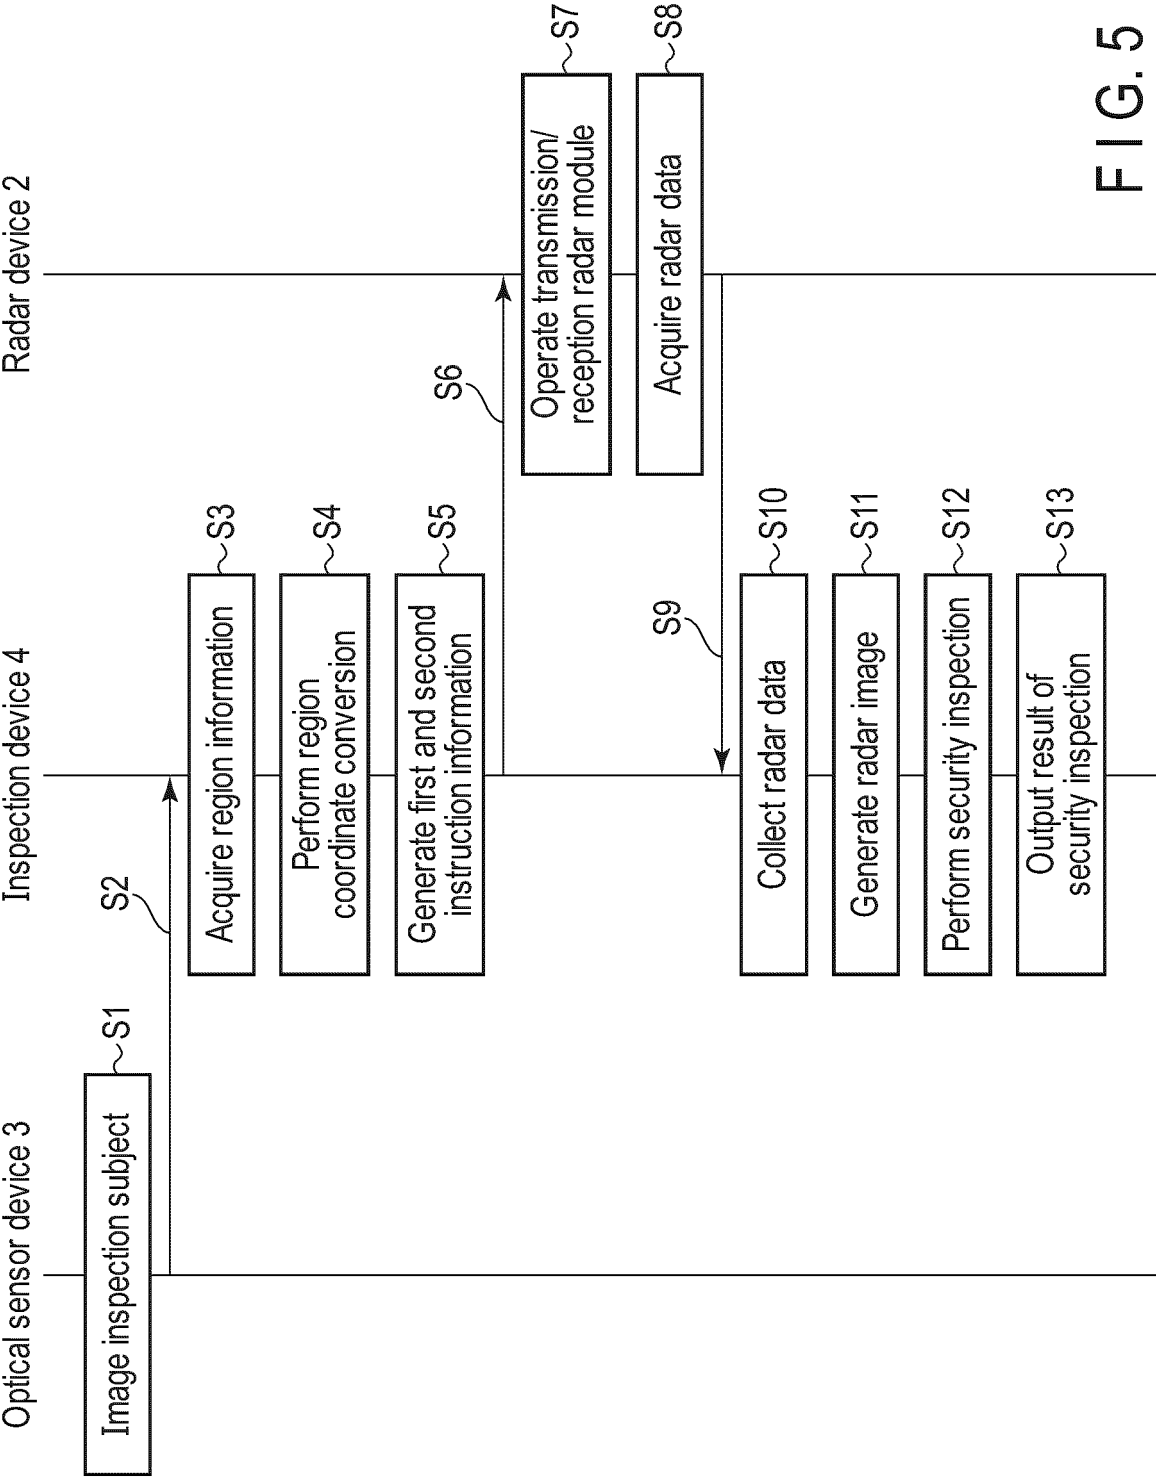 Optical sensor device 3
Inspection device 4
Radar device 2
Image inspection subject
S1
S2
Acquire region information
S3
Perform region
coordinate conversion
S4
Generate first and second
instruction information
S5
S6
Operate transmission/
reception radar module
S7
Acquire radar data
S8
S9
Collect radar data
S10
Generate radar image
S11
Perform security inspection
S12
Output result of
security inspection
S13
FIG. 5